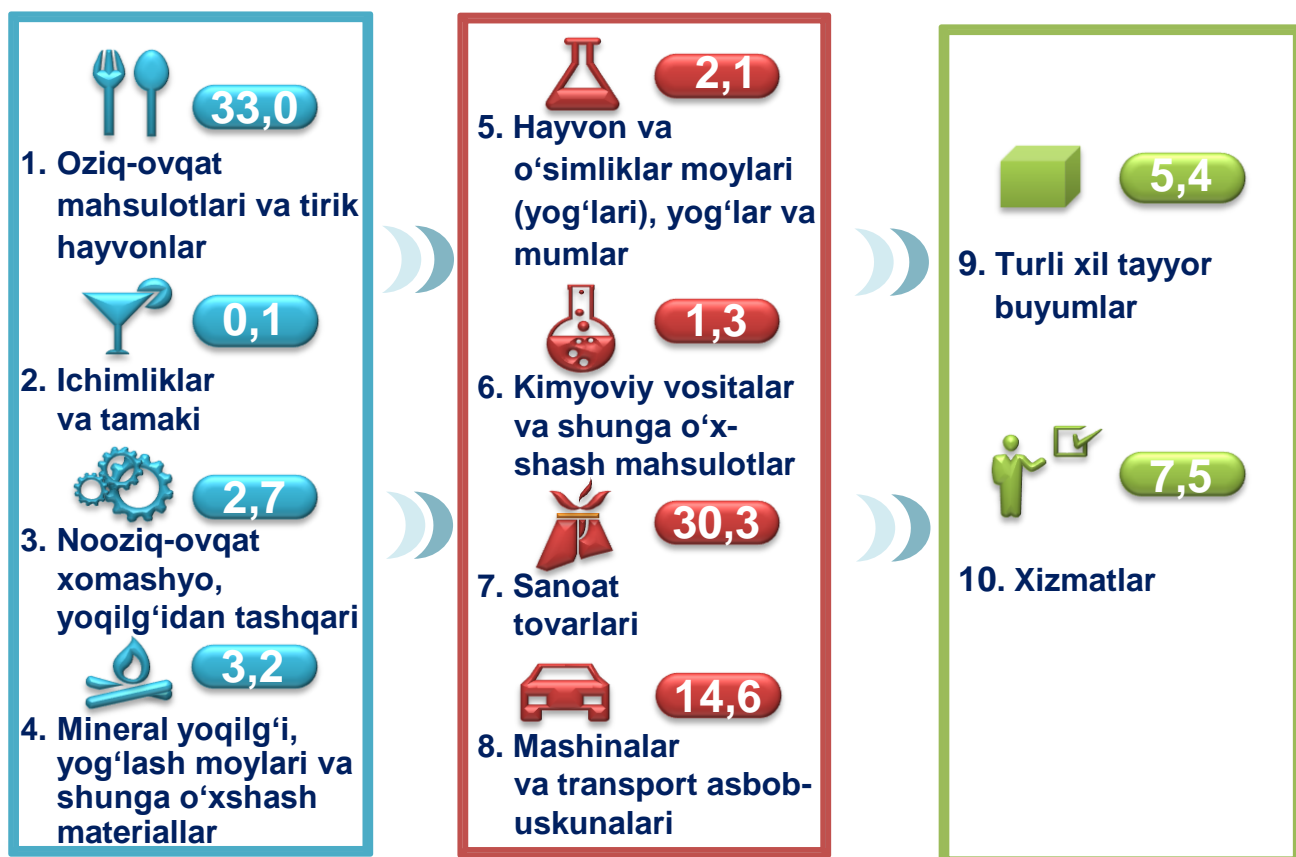 33,0
1. Oziq-ovqat
mahsulotlari va tirik
hayvonlar
0,1
2. Ichimliklar
va tamaki
2,7
3. Nooziq-ovqat
xomashyo,
yoqilg‘idan tashqari
3,2
4. Mineral yoqilg‘i,
yog‘lash moylari va
shunga o‘xshash
materiallar
2,1
5. Hayvon va
o‘simliklar moylari
(yog‘lari), yog‘lar va
mumlar
1,3
6. Kimyoviy vositalar
va shunga o‘x-
shash mahsulotlar
30,3
7. Sanoat
tovarlari
14,6
8. Mashinalar
va transport asbob-
uskunalari
5,4
9. Turli xil tayyor
buyumlar
7,5
10. Xizmatlar